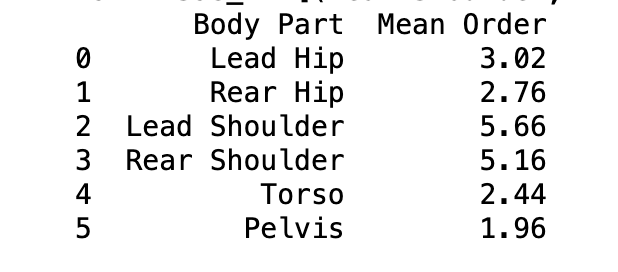 Body Part Mean Order
0 Lead Hip 3.02
1 Rear Hip 2.76
2 Lead Shoulder 5.66
3 Rear Shoulder 5.16
4 Torso 2.44
5 Pelvis 1.96